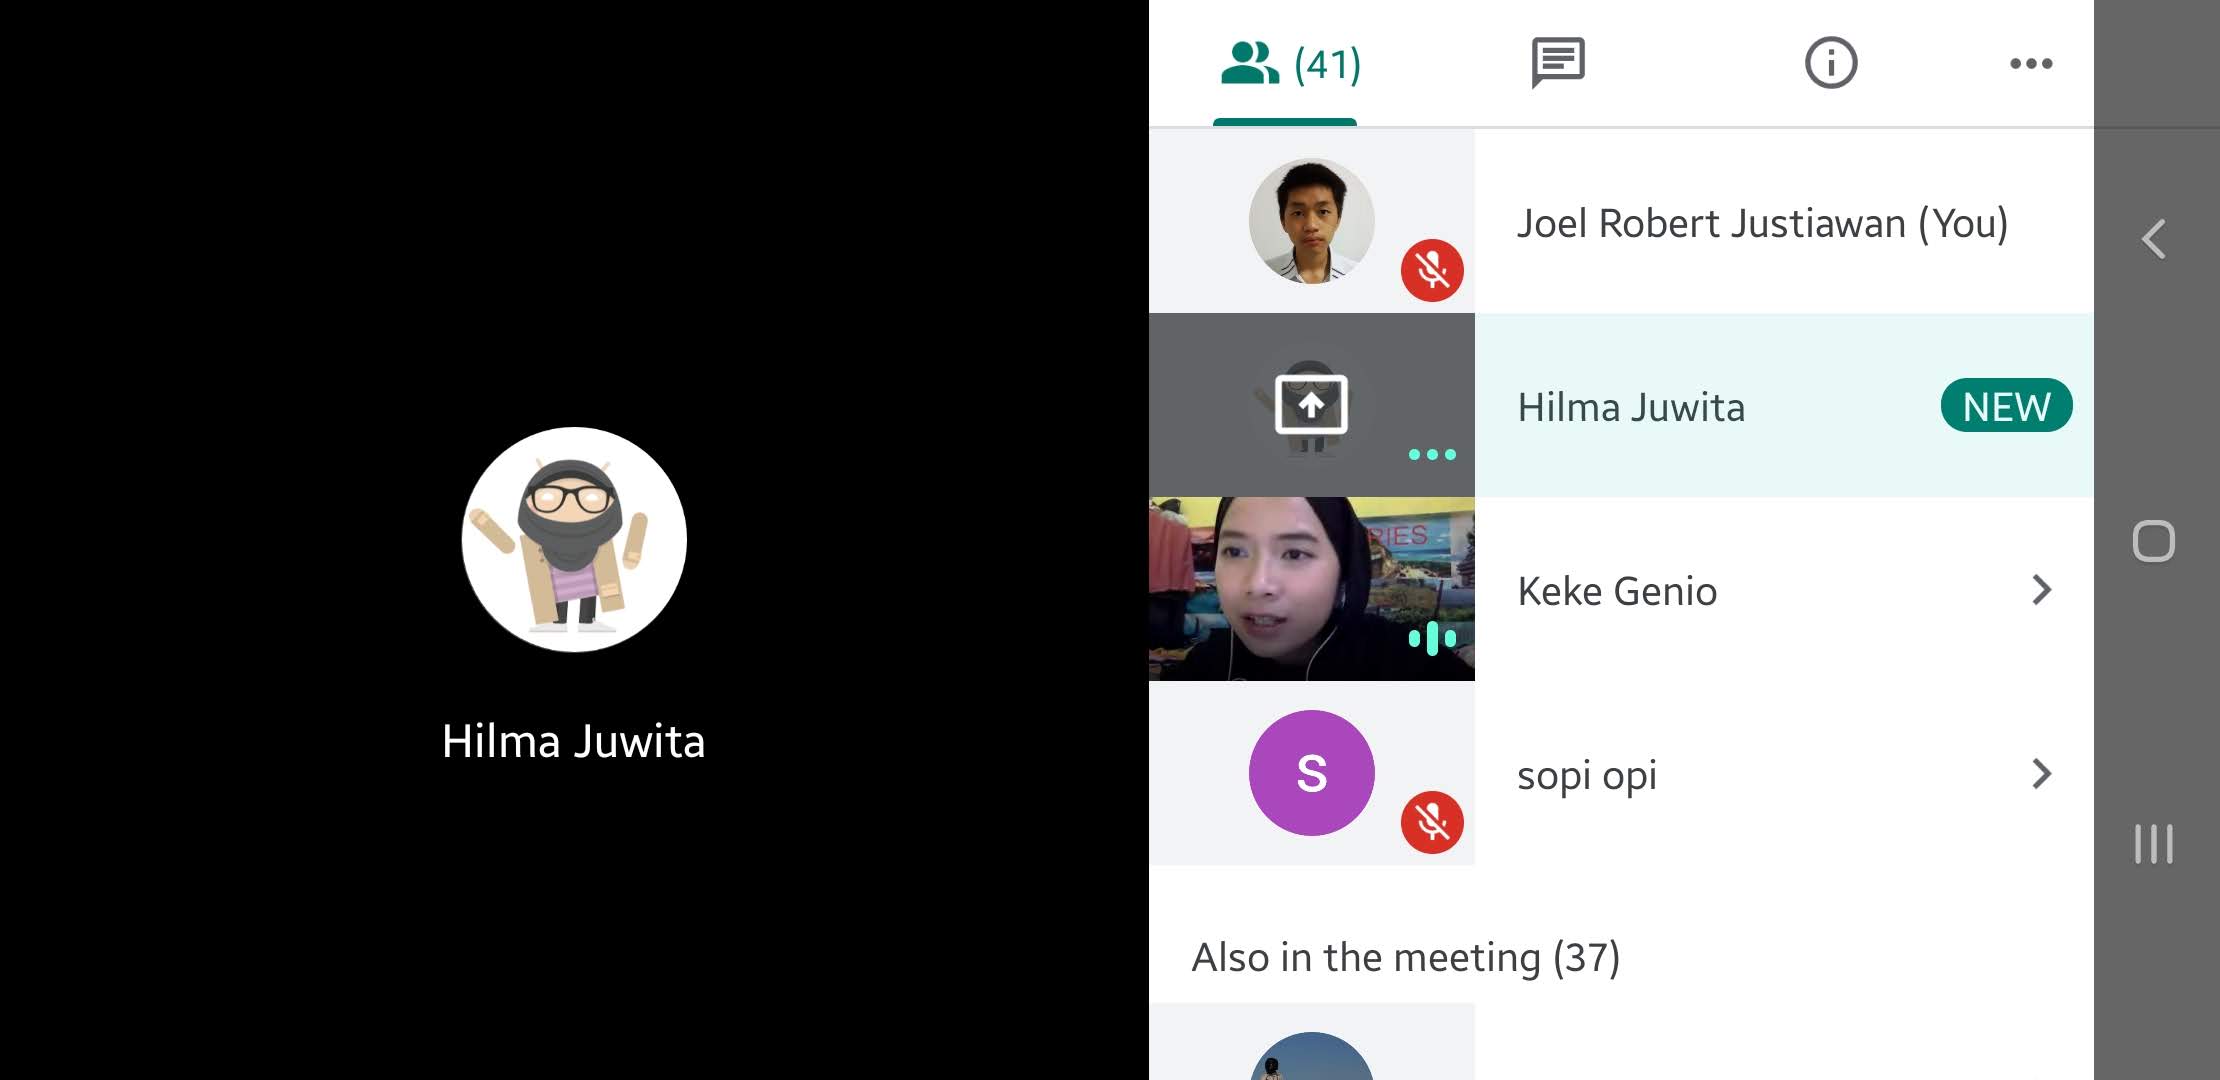 Hilma Juwita
(41)
Joel Robert Justiawan (You)
Hilma Juwita
NEW
RIES
Keke Genio
S
sopi opi
Also in the meeting (37)